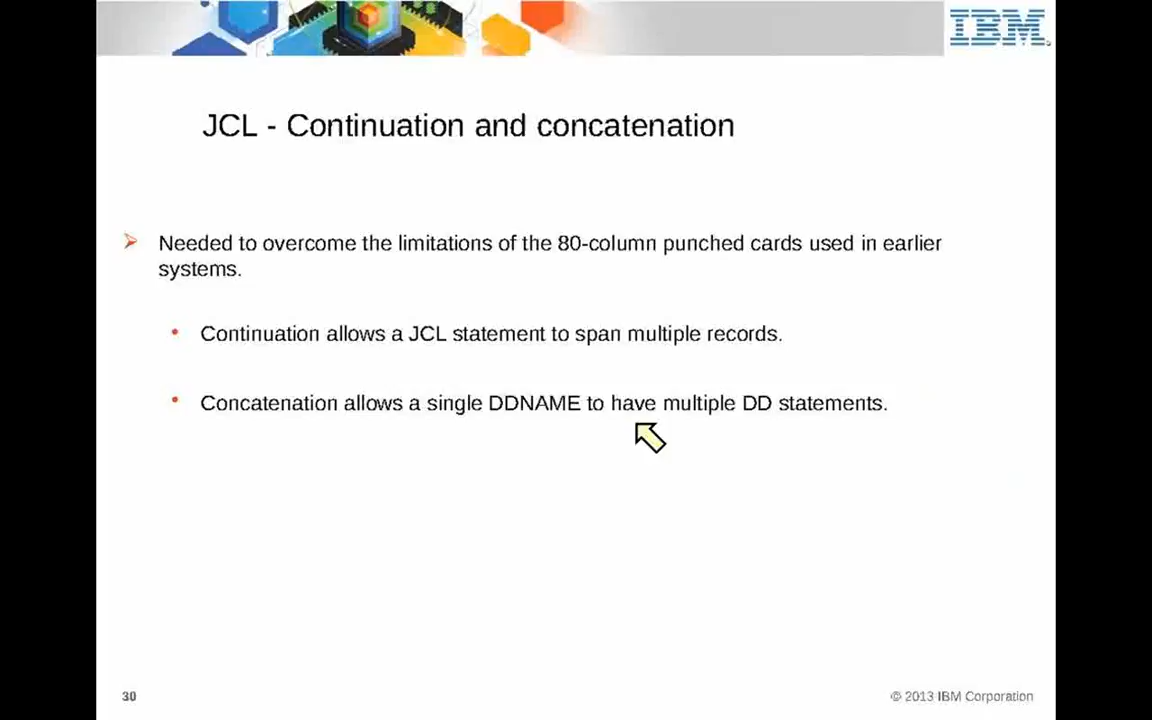 IBM
JCL - Continuation and concatenation
Needed to overcome the limitations of the 80-column punched cards used in earlier
systems.
Continuation allows a JCL statement to span multiple records.
Concatenation allows a single DDNAME to have multiple DD statements.
30
© 2013 IBM Corporation